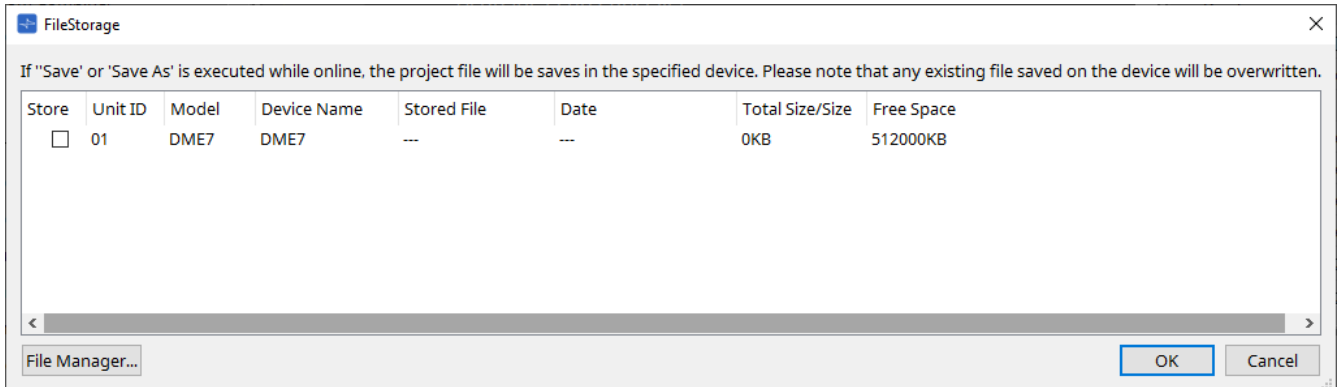 FileStorage
If "Save' or 'Save As' is executed while online, the project file will be saves in the specified device. Please note that any existing file saved on the device will be overwritten.
Store Unit ID Model Device Name Stored File Date Total Size/Size Free Space
01 DME7 DME7 --- --- 0KB 512000KB
File Manager... OK Cancel